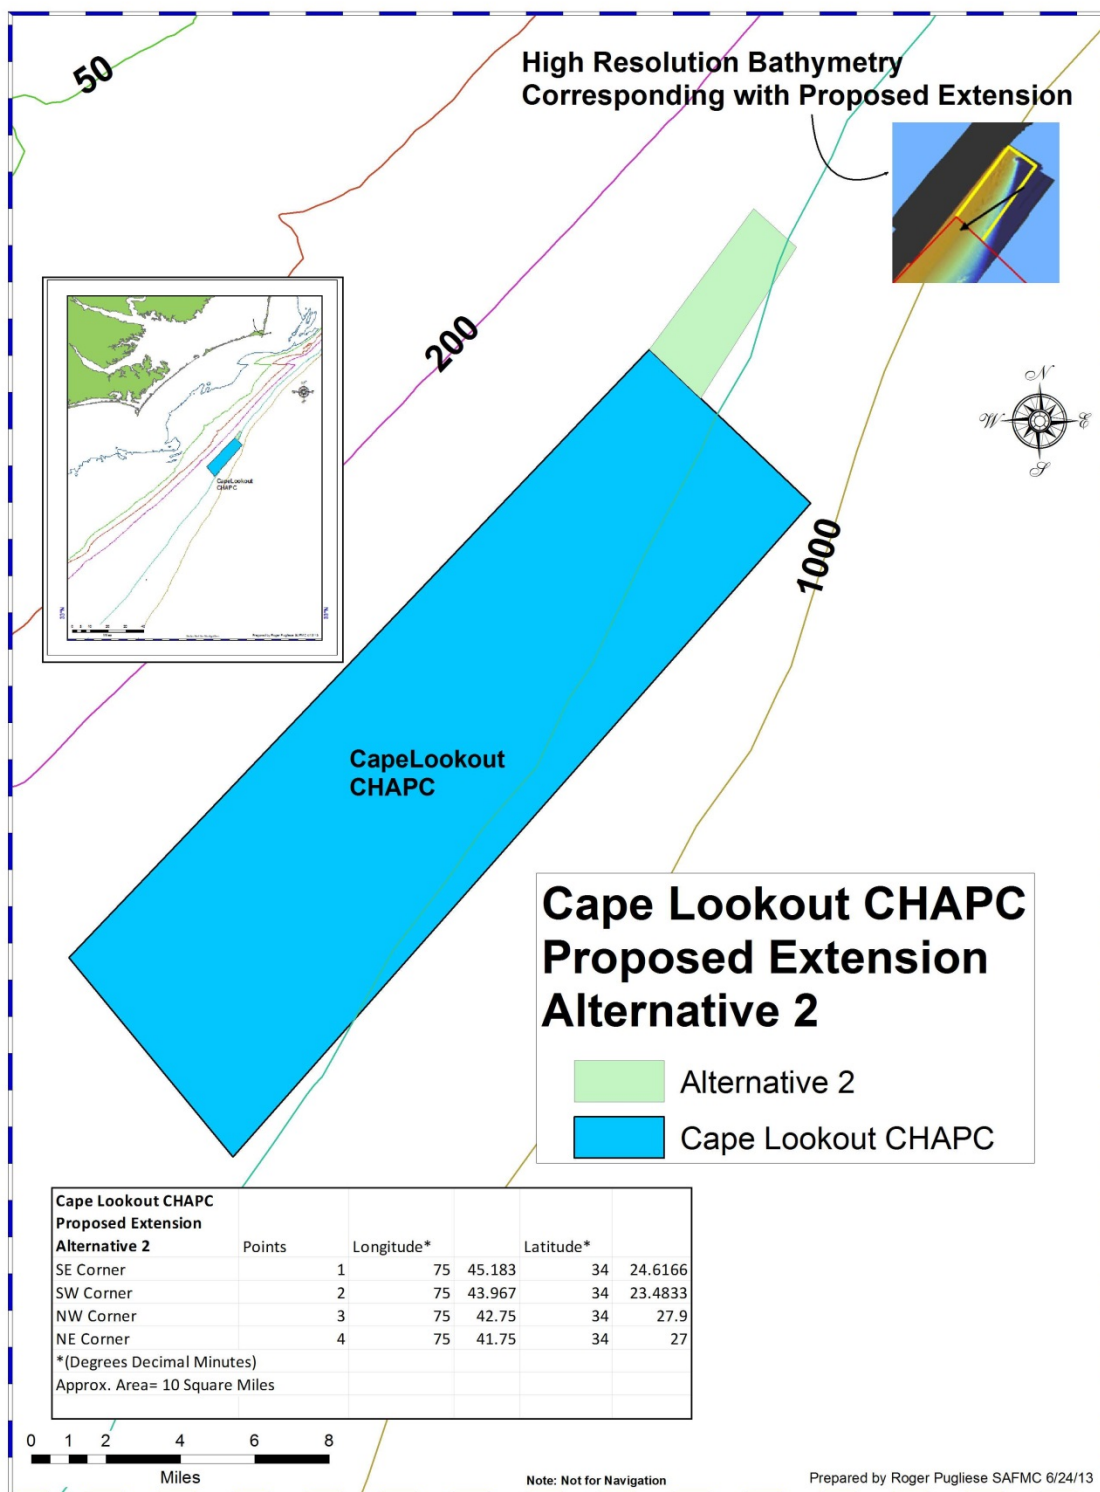 50
High Resolution Bathymetry
Corresponding with Proposed Extension
200
N
W E
S
CapeLookout
CHAPC
1000
CapeLookout
CHAPC
Cape Lookout CHAPC
Proposed Extension
Alternative 2
Alternative 2
Cape Lookout CHAPC
Cape Lookout CHAPC
Proposed Extension
Alternative 2 Points Longitude* Latitude*
SE Corner 1 75 45.183 34 24.6166
SW Corner 2 75 43.967 34 23.4833
NW Corner 3 75 42.75 34 27.9
NE Corner 4 75 41.75 34 27
*(Degrees Decimal Minutes)
Approx. Area= 10 Square Miles
0 1 2 4 6 8
Miles
Note: Not for Navigation
Prepared by Roger Pugliese SAFMC 6/24/13